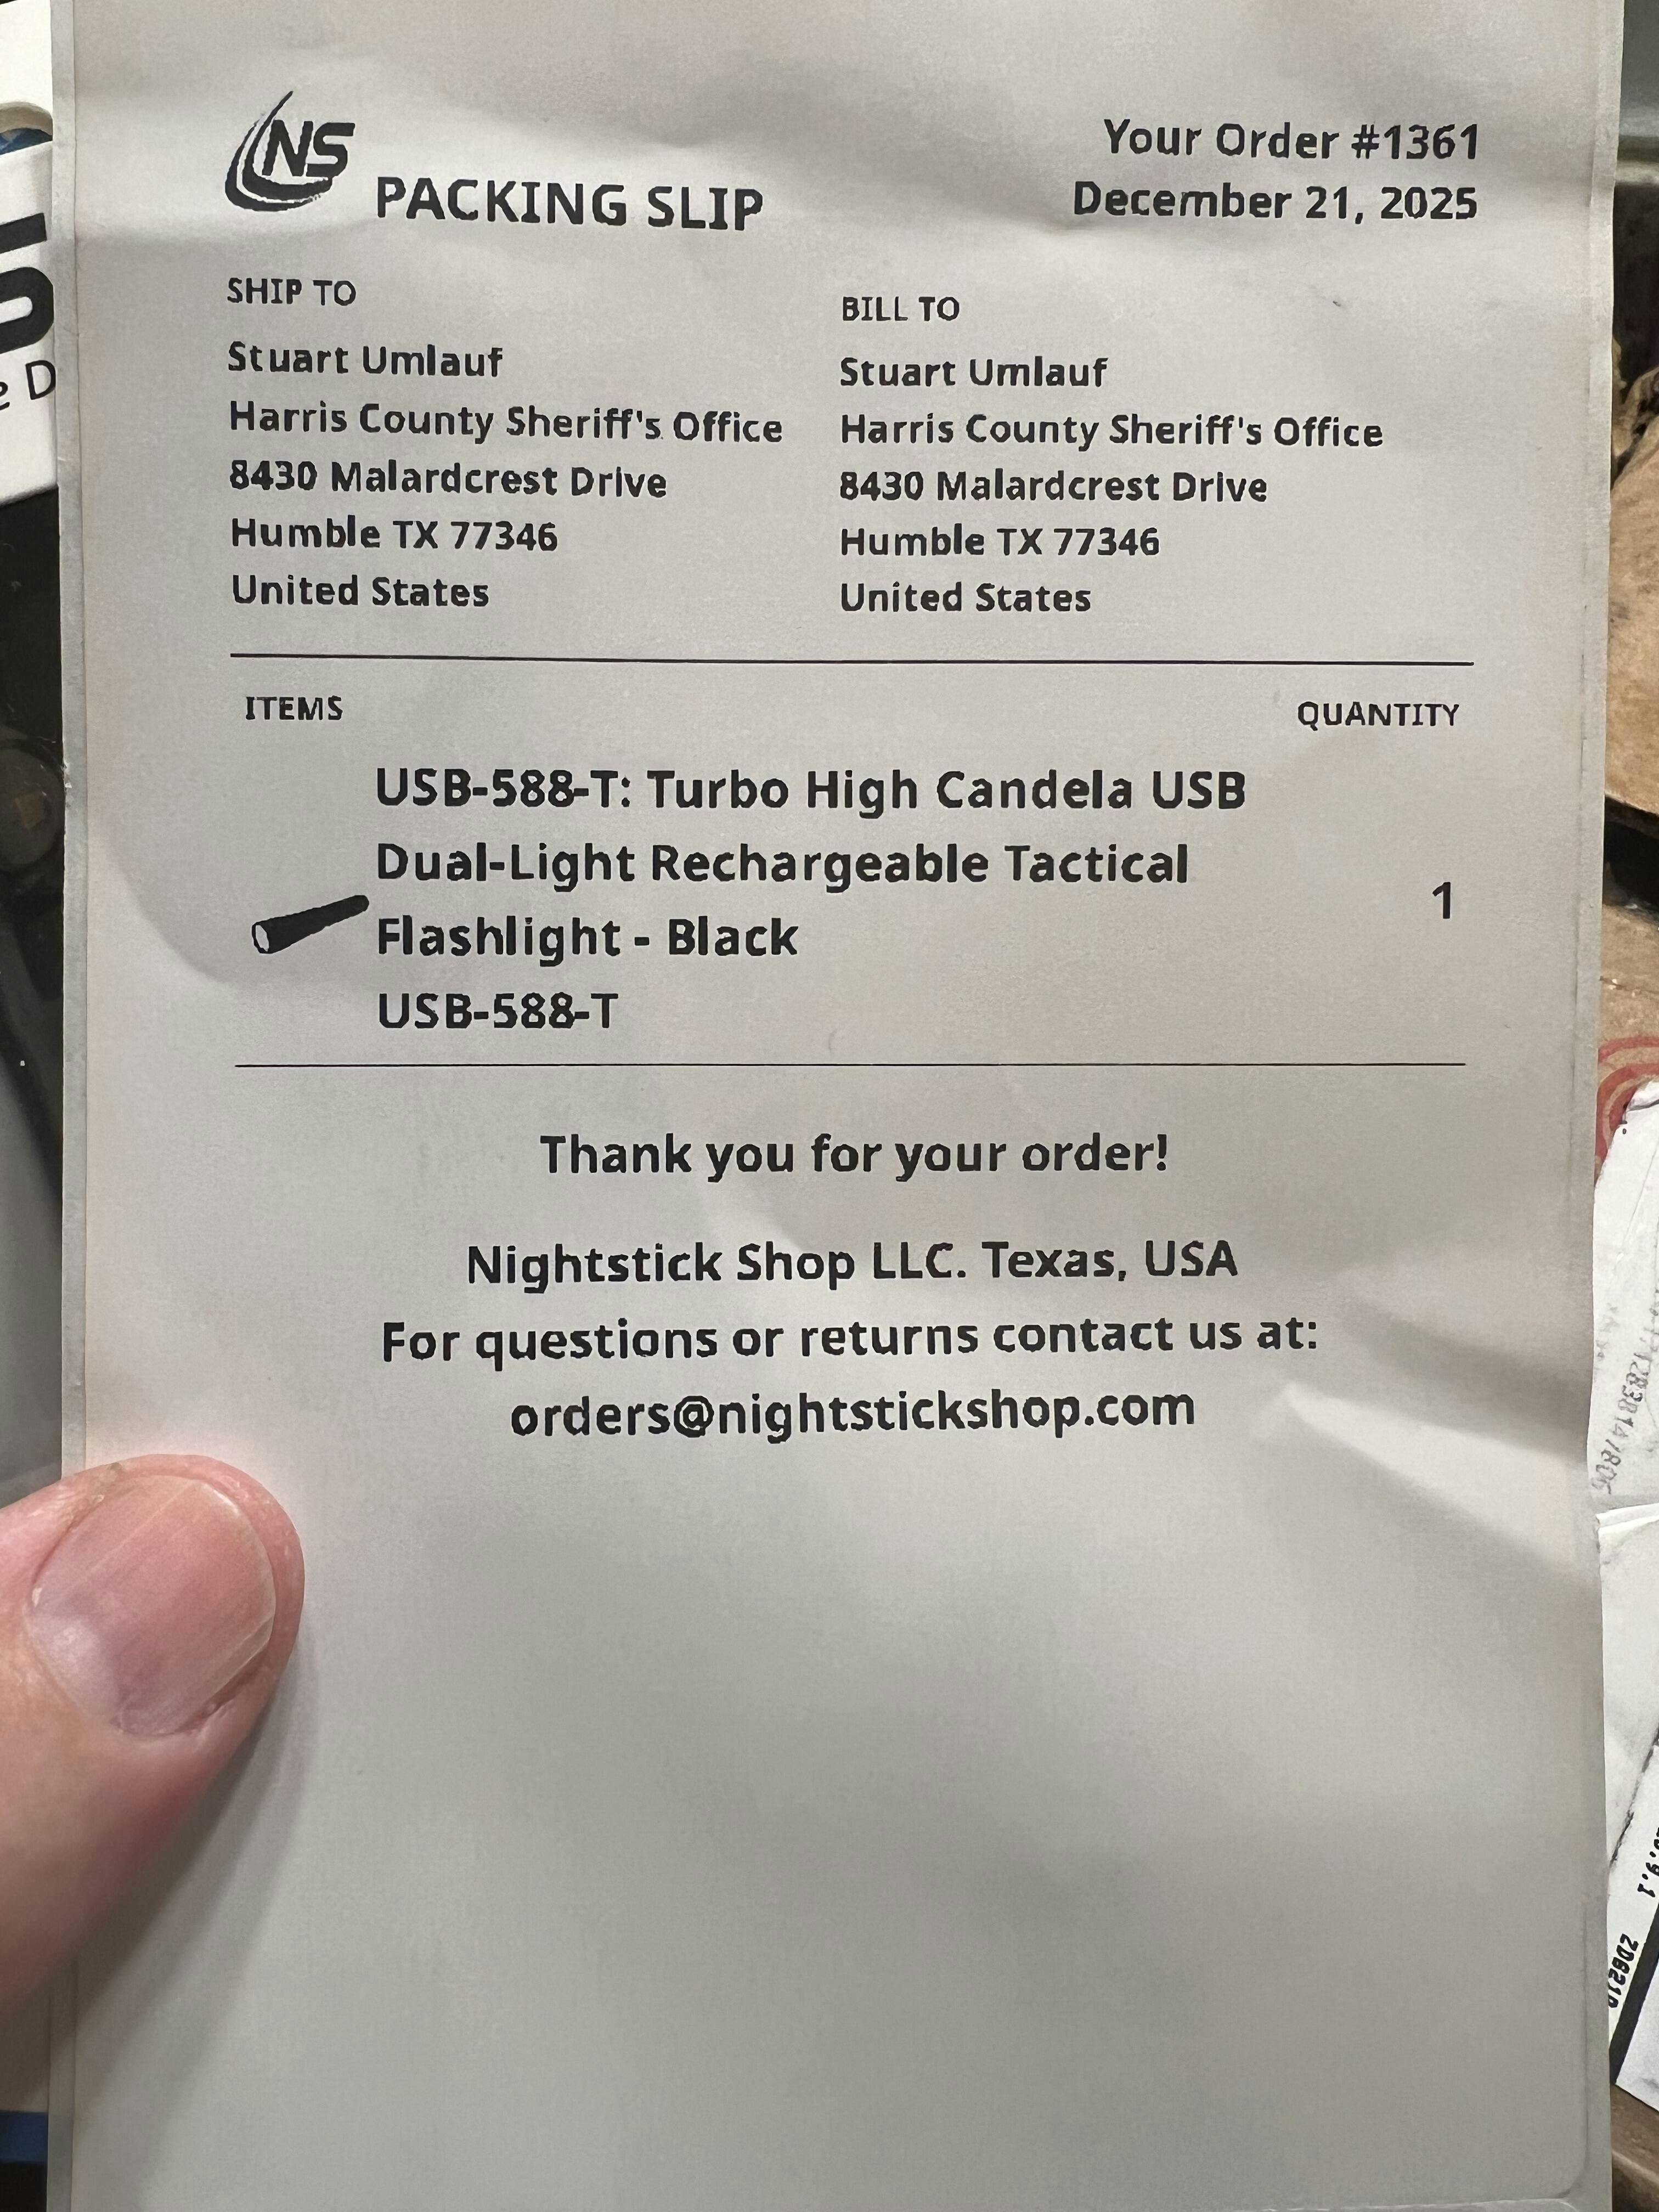 NS
PACKING SLIP
Your Order #1361
December 21, 2025
SHIP TO
Stuart Umlauf
Harris County Sheriff's Office
8430 Malardcrest Drive
Humble TX 77346
United States
BILL TO
Stuart Umlauf
Harris County Sheriff's Office
8430 Malardcrest Drive
Humble TX 77346
United States
ITEMS
QUANTITY
USB-588-T: Turbo High Candela USB
Dual-Light Rechargeable Tactical
Flashlight - Black
USB-588-T
1
Thank you for your order!
Nightstick Shop LLC. Texas, USA
For questions or returns contact us at:
orders@nightstickshop.com